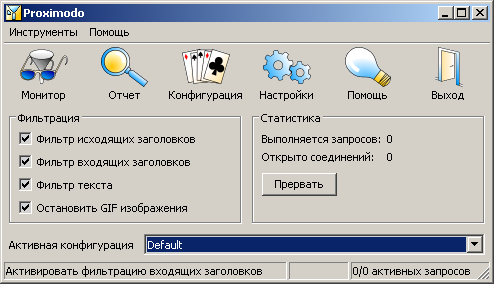 Proximodo
Инструменты Помощь
Монитор Отчет Конфигурация Настройки Помощь Выход
Фильтрация
Фильтр исходящих заголовков
Фильтр входящих заголовков
Фильтр текста
Остановить GIF изображения
Статистика
Выполняется запросов: 0
Открыто соединений: 0
Прервать
Активная конфигурация Default
Активировать фильтрацию входящих заголовков 0/0 активных запросов